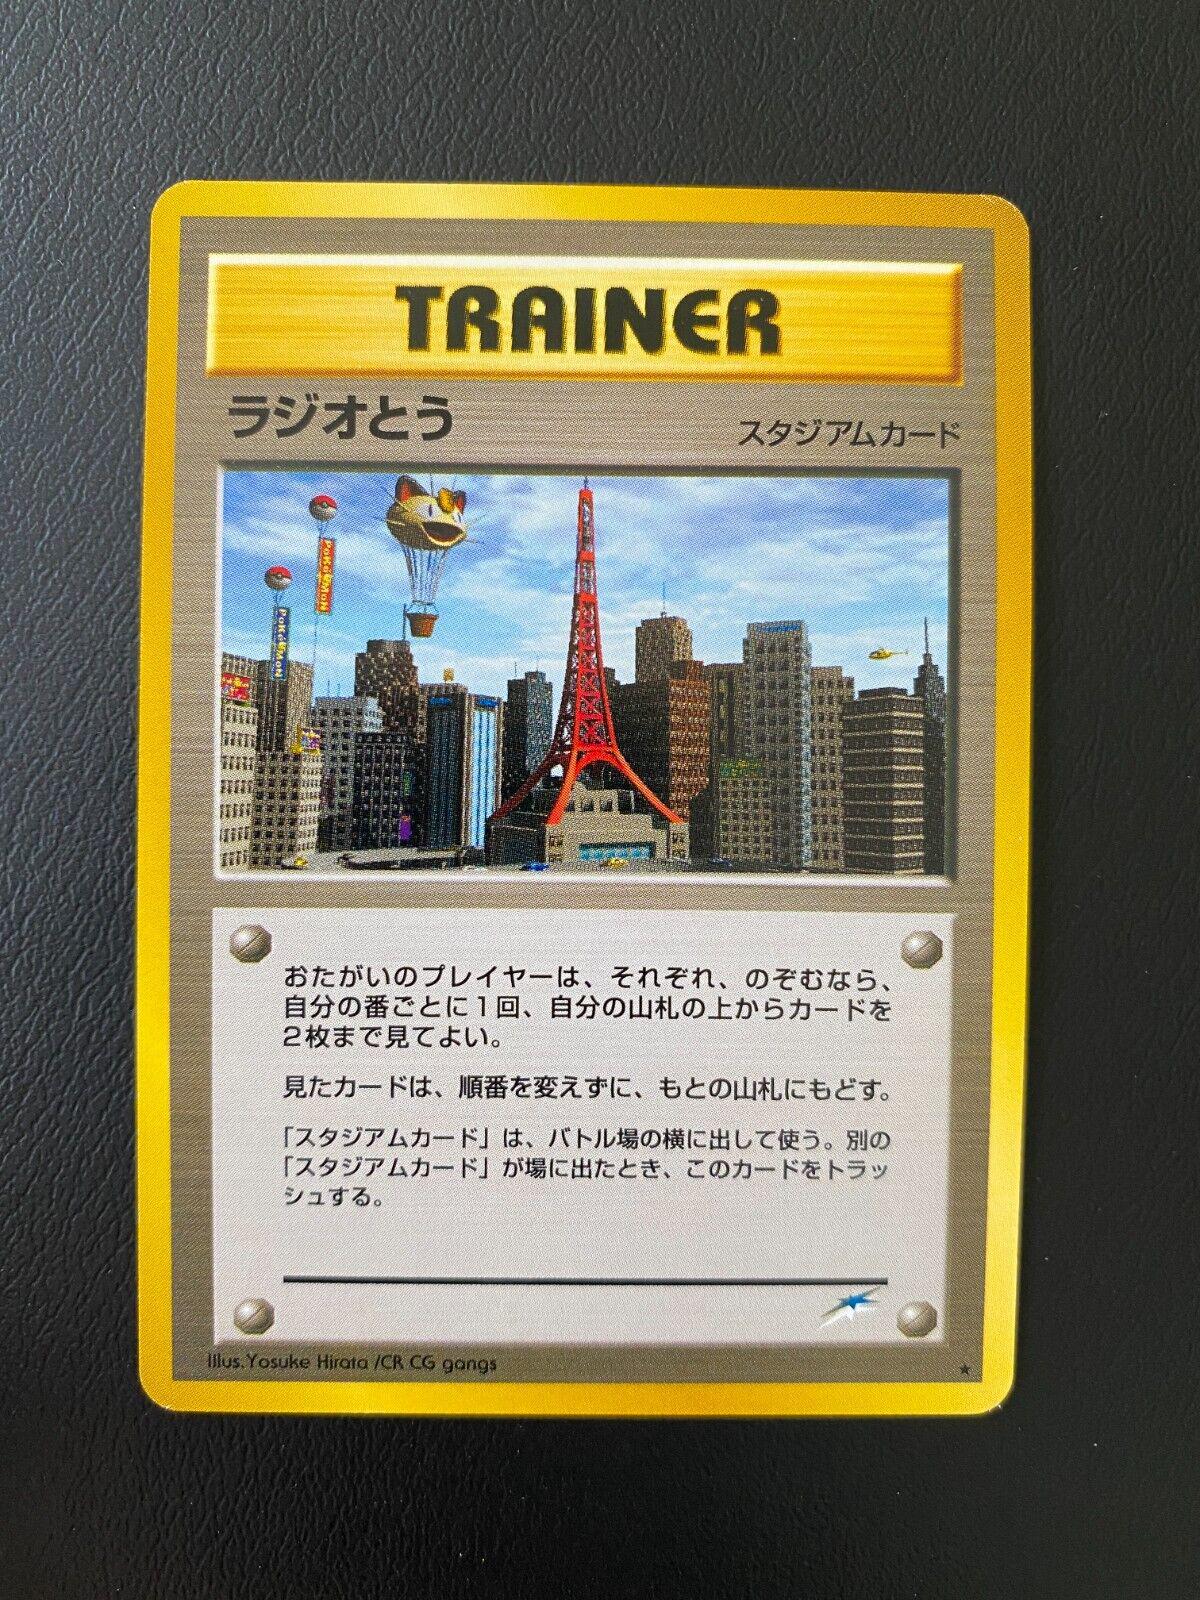 TRAINER
ラジオとう
スタジアムカード
POKéMON
POKéMON
おたがいのプレイヤーは、それぞれ、のぞむなら、
自分の番ごとに１回、自分の山札の上からカードを
２枚まで見てよい。
見たカードは、順番を変えずに、もとの山札にもどす。
「スタジアムカード」は、バトル場の横に出して使う。別の
「スタジアムカード」が場に出たとき、このカードをトラッ
シュする。
Illus.Yosuke Hirata /CR CG gangs
★